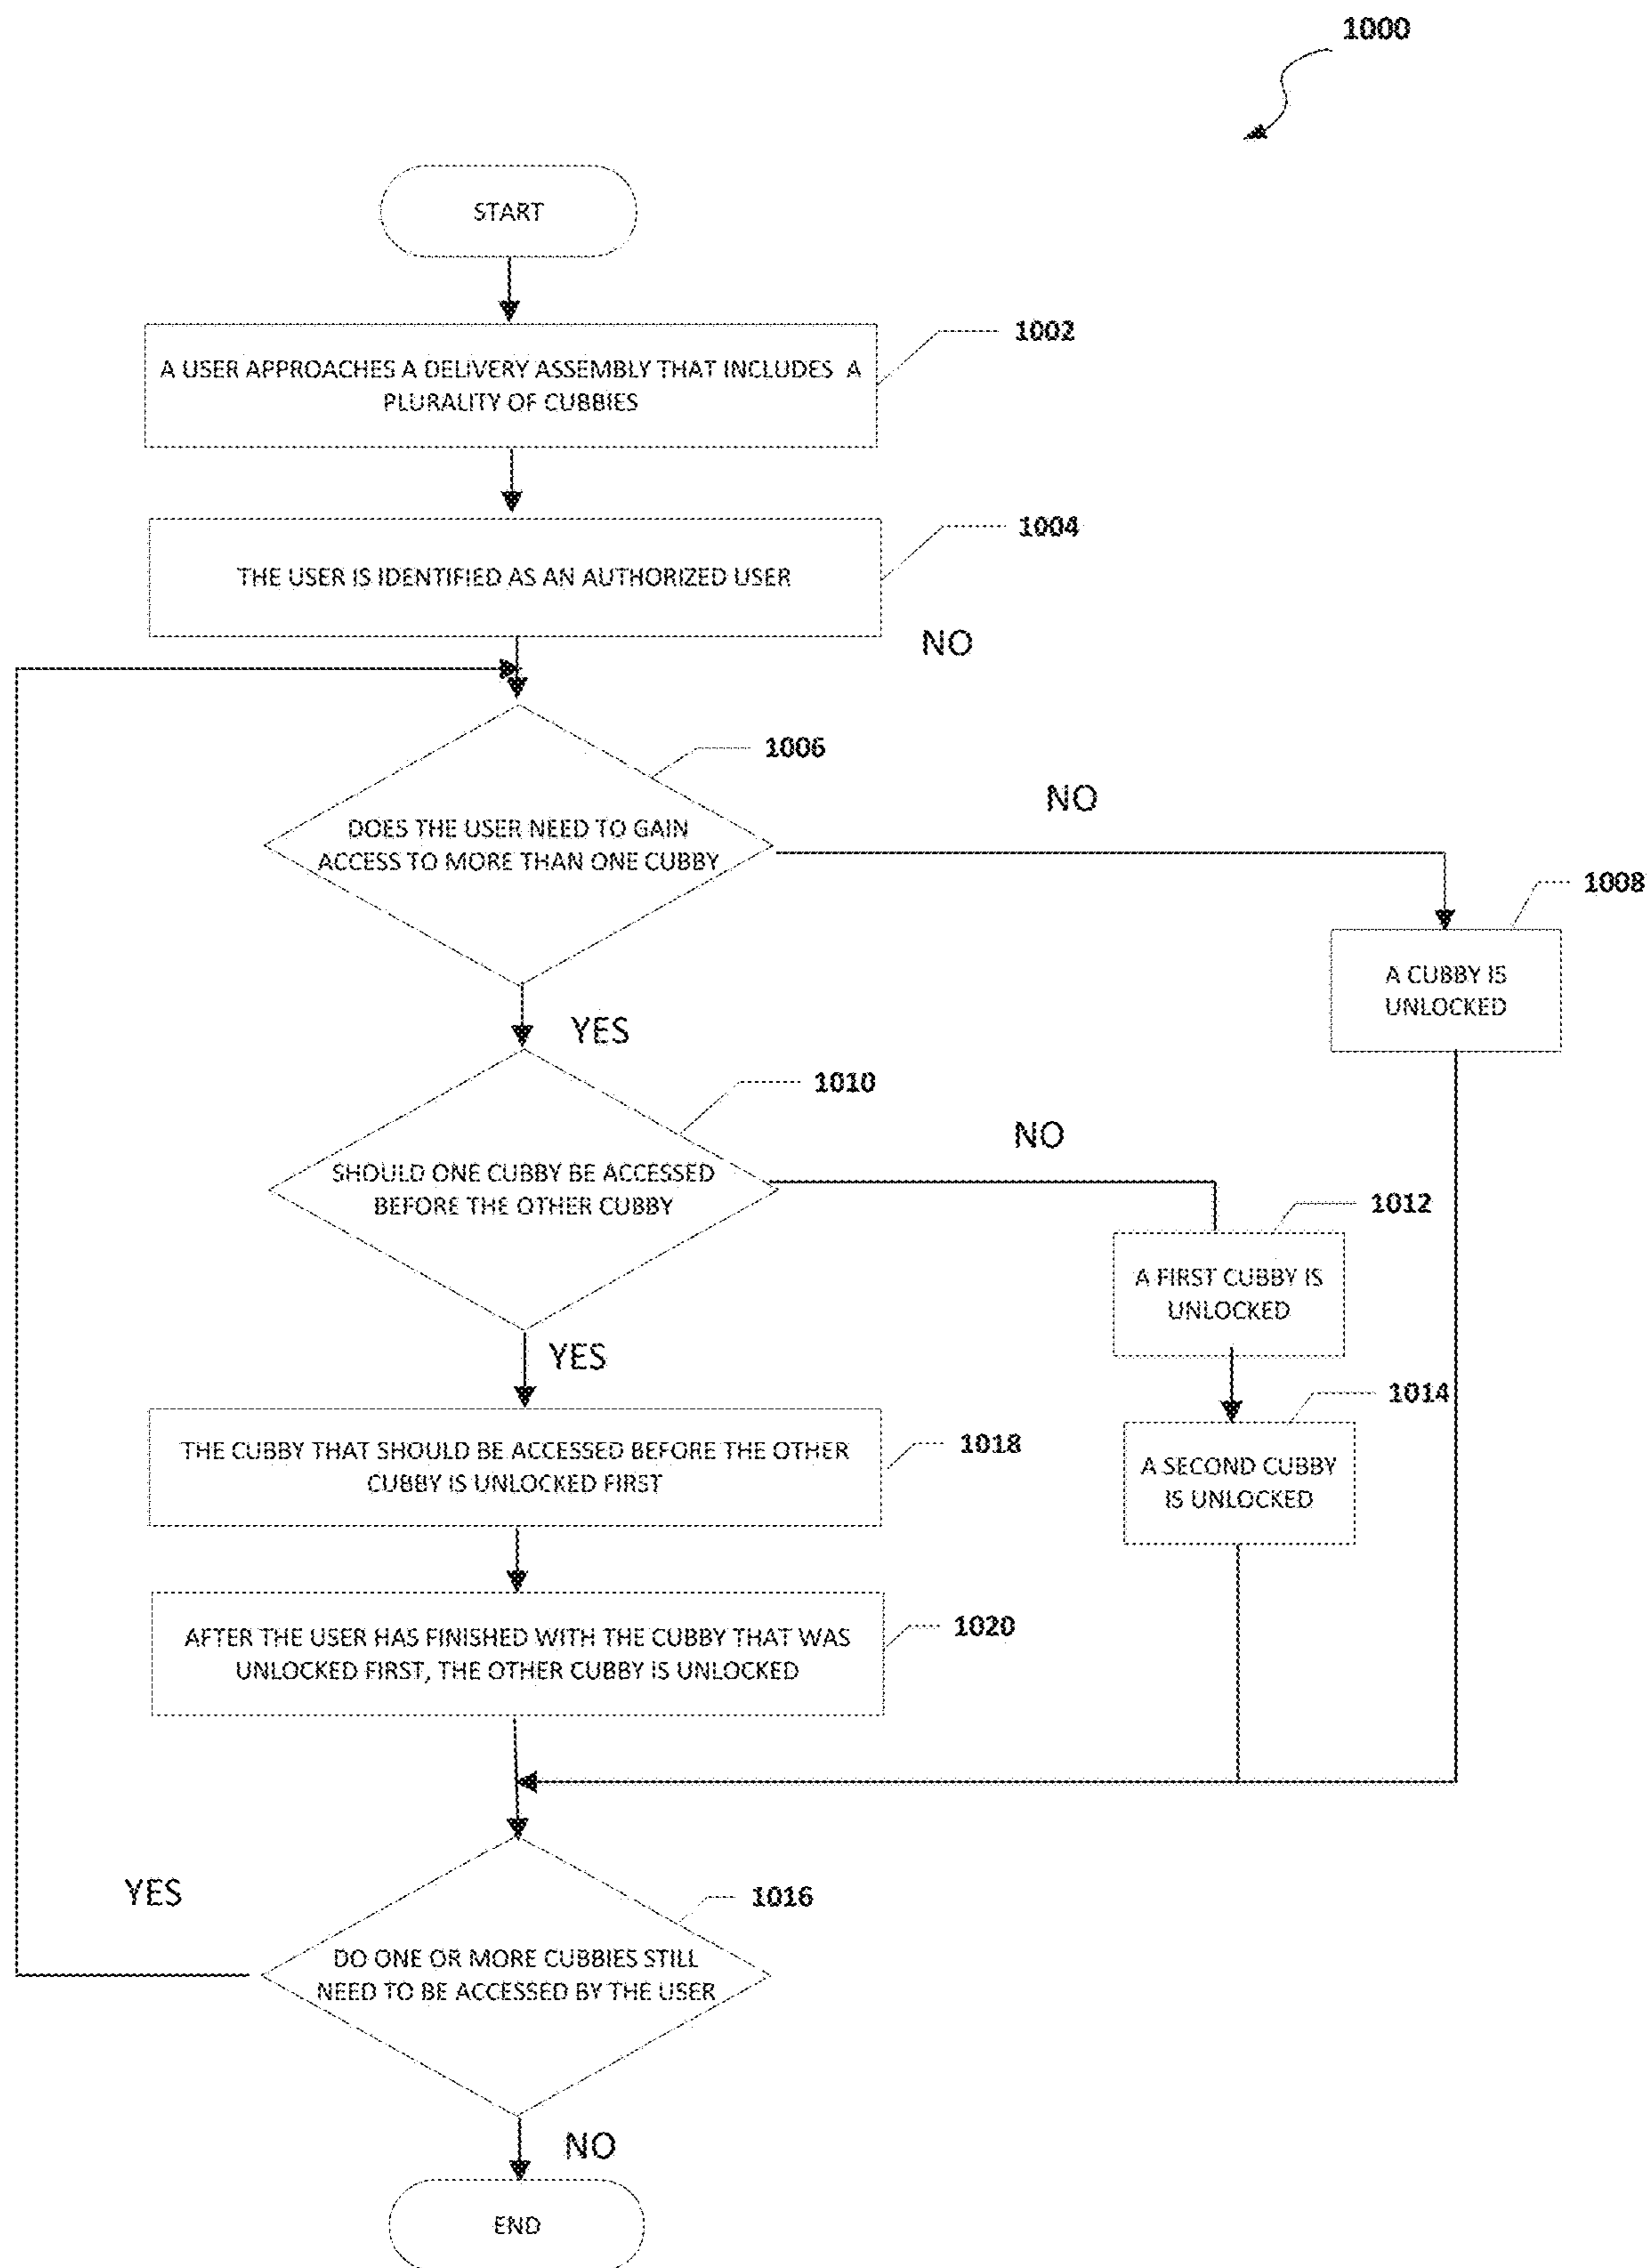 1000
START
1002
A USER APPROACHES A DELIVERY ASSEMBLY THAT INCLUDES A
PLURALITY OF CUBBIES
1004
THE USER IS IDENTIFIED AS AN AUTHORIZED USER
NO
1006
DOES THE USER NEED TO GAIN
ACCESS TO MORE THAN ONE CUBBY
NO
1008
A CUBBY IS
UNLOCKED
YES
1010
SHOULD ONE CUBBY BE ACCESSED
BEFORE THE OTHER CUBBY
NO
1012
A FIRST CUBBY IS
UNLOCKED
YES
1014
A SECOND CUBBY
IS UNLOCKED
1018
THE CUBBY THAT SHOULD BE ACCESSED BEFORE THE OTHER
CUBBY IS UNLOCKED FIRST
1020
AFTER THE USER HAS FINISHED WITH THE CUBBY THAT WAS
UNLOCKED FIRST, THE OTHER CUBBY IS UNLOCKED
YES
1016
DO ONE OR MORE CUBBIES STILL
NEED TO BE ACCESSED BY THE USER
NO
END